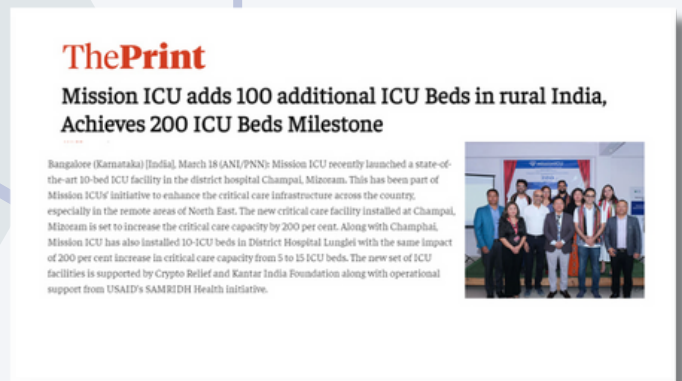 ThePrint
Mission ICU adds 100 additional ICU Beds in rural India,
Achieves 200 ICU Beds Milestone
Bangalore (Karnataka) [India], March 18 (ANI/PNN): Mission ICU recently launched a state-of-
the-art 10-bed ICU facility in the district hospital Champai, Mizoram. This has been part of
Mission ICUs' initiative to enhance the critical care infrastructure across the country,
especially in the remote areas of North East. The new critical care facility installed at Champai,
Mizoram is set to increase the critical care capacity by 200 per cent. Along with Champhai,
Mission ICU has also installed 10-ICU beds in District Hospital Lunglei with the same impact
of 200 per cent increase in critical care capacity from 5 to 15 ICU beds. The new set of ICU
facilities is supported by Crypto Relief and Kantar India Foundation along with operational
support from USAID's SAMRIDH Health initiative.